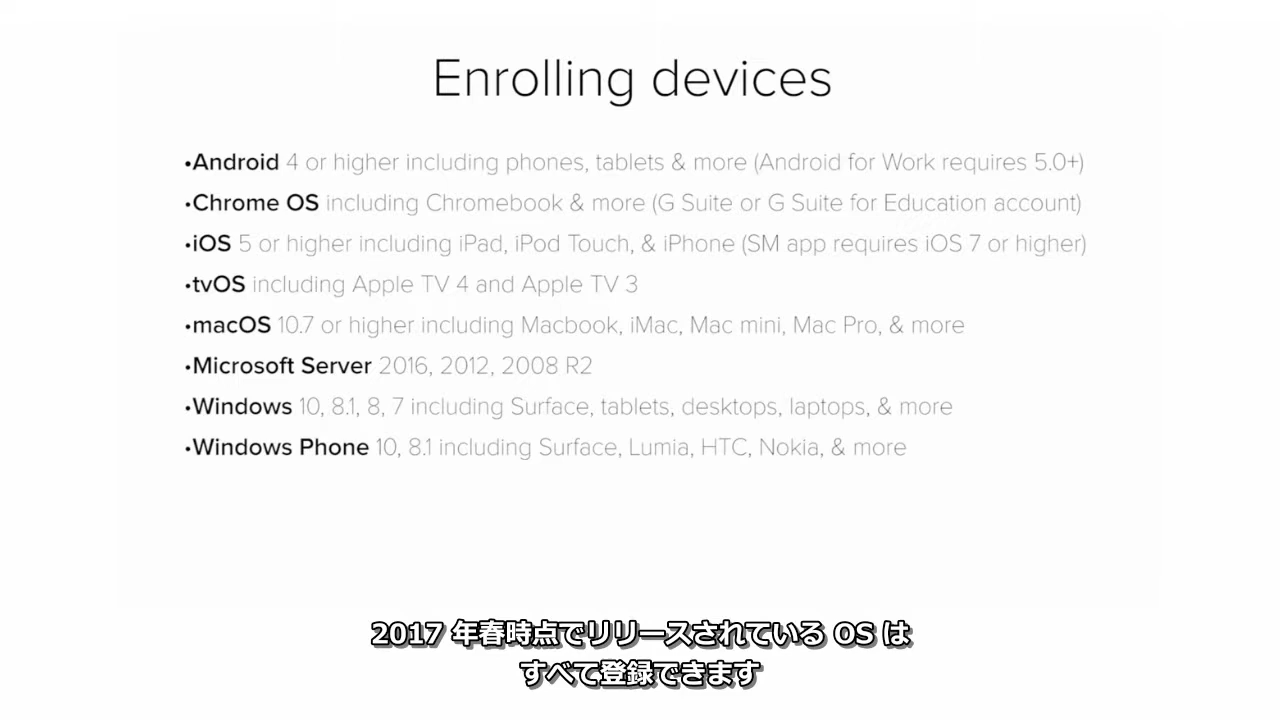 Enrolling devices
•Android 4 or higher including phones, tablets & more (Android for Work requires 5.0+)
•Chrome OS including Chromebook & more (G Suite or G Suite for Education account)
•iOS 5 or higher including iPad, iPod Touch, & iPhone (SM app requires iOS 7 or higher)
•tvOS including Apple TV 4 and Apple TV 3
•macOS 10.7 or higher including Macbook, iMac, Mac mini, Mac Pro, & more
•Microsoft Server 2016, 2012, 2008 R2
•Windows 10, 8.1, 8, 7 including Surface, tablets, desktops, laptops, & more
•Windows Phone 10, 8.1 including Surface, Lumia, HTC, Nokia, & more
2017 年春時点でリリースされている OS は
すべて登録できます